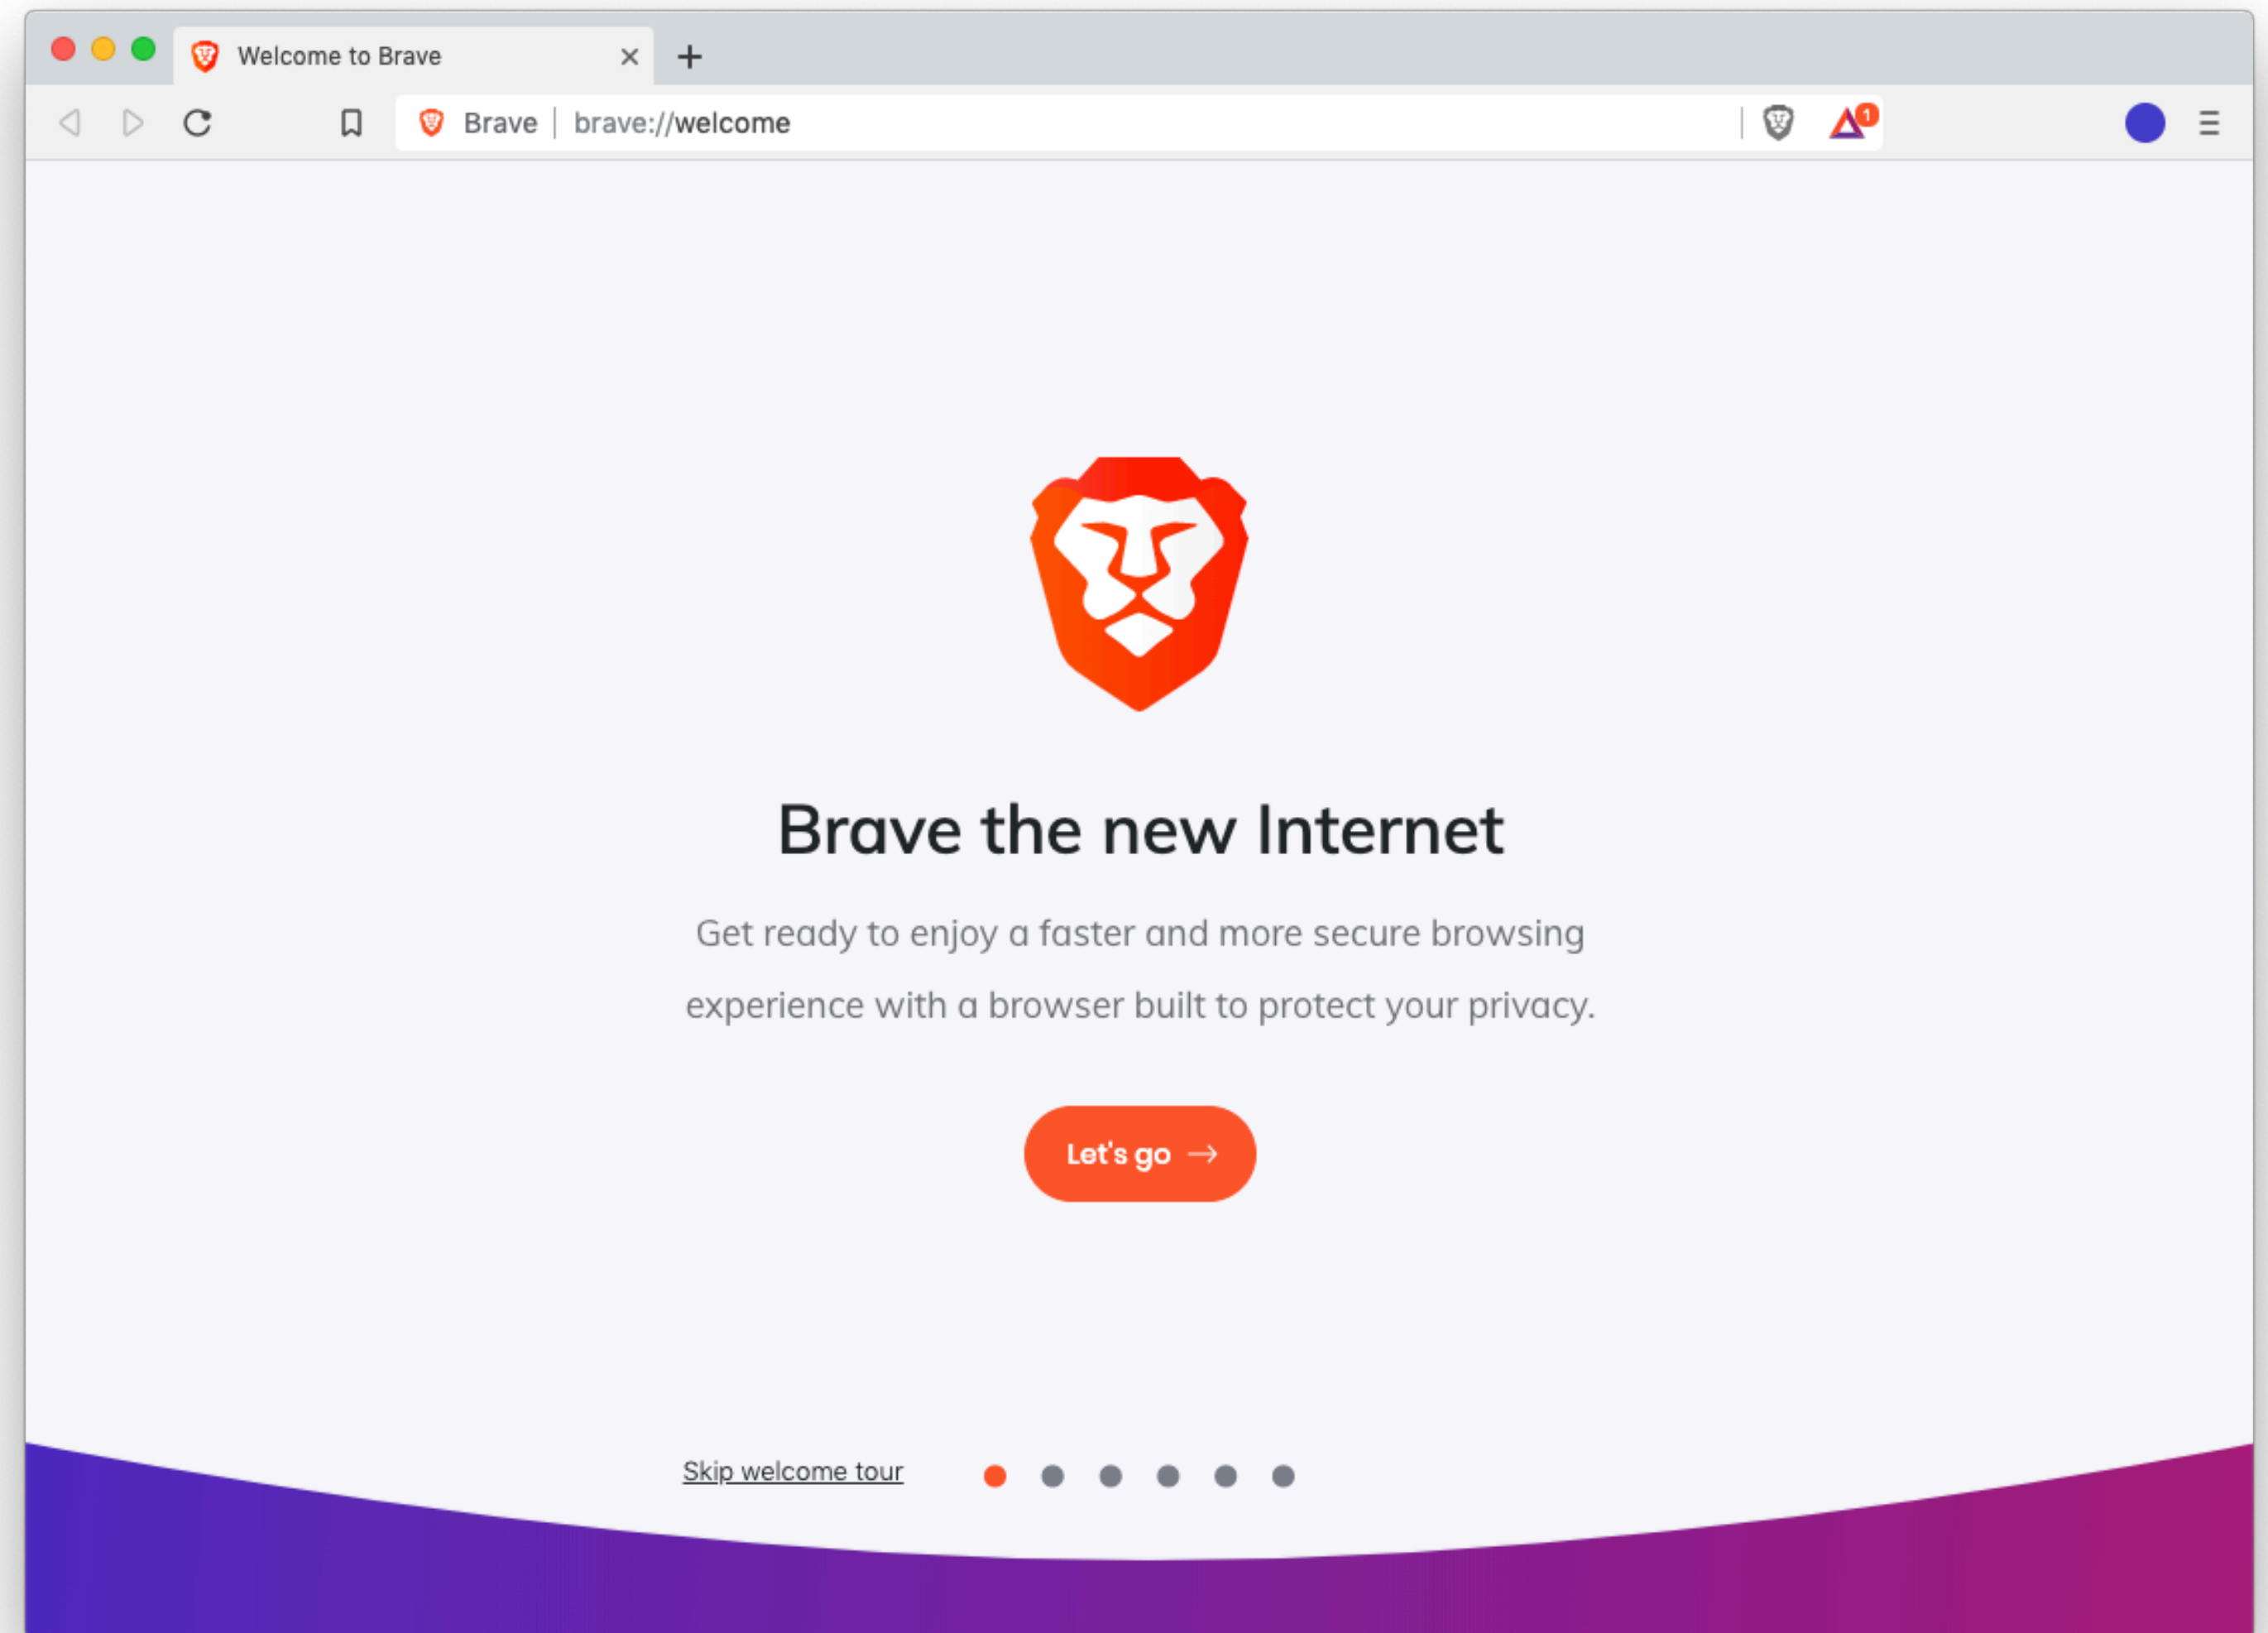 Welcome to Brave
Brave brave://welcome
1
Brave the new Internet
Get ready to enjoy a faster and more secure browsing
experience with a browser built to protect your privacy.
Let's go
Skip welcome tour